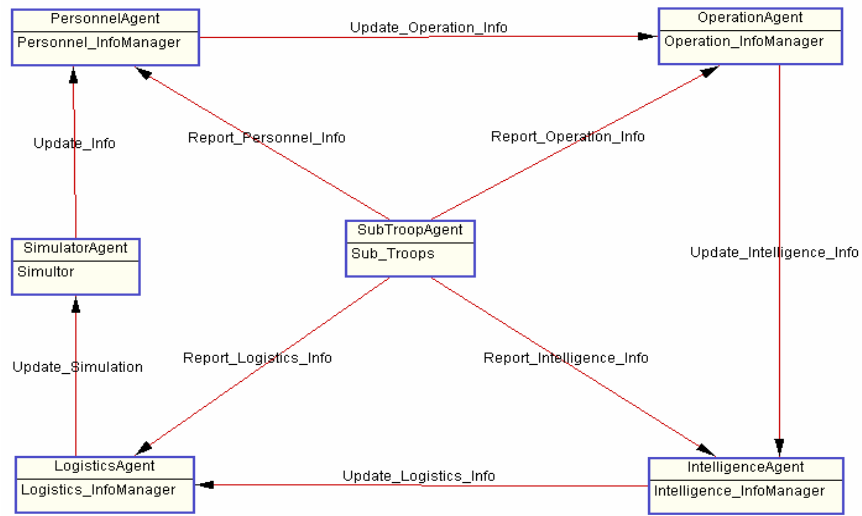 PersonnelAgent
Personnel_InfoManager
Update_Operation_Info
OperationAgent
Operation_InfoManager
Update_Info
Report_Personnel_Info
Report_Operation_Info
SubTroopAgent
Sub_Troops
SimulatorAgent
Simultor
Update_Intelligence_Info
Update_Simulation
Report_Logistics_Info
Report_Intelligence_Info
LogisticsAgent
Logistics_InfoManager
Update_Logistics_Info
IntelligenceAgent
Intelligence_InfoManager